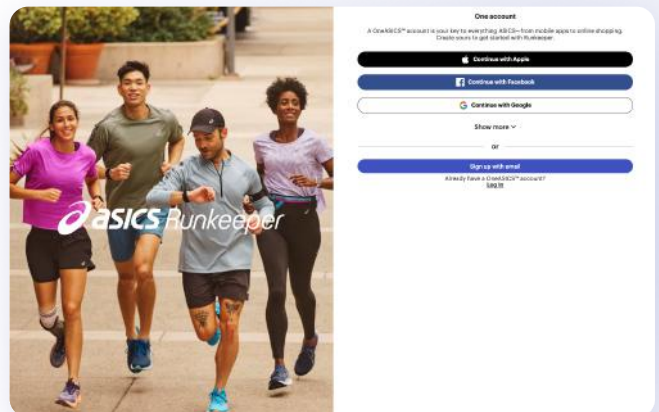 One account
A OneASICS™ account is your key to everything ASICS—from mobile apps to online shopping.
Create yours to get started with Runkeeper.
Continue with Apple
Continue with Facebook
Continue with Google
Show more
or
Sign up with email
Already have a OneASICS™ account?
Log in
asics Runkeeper